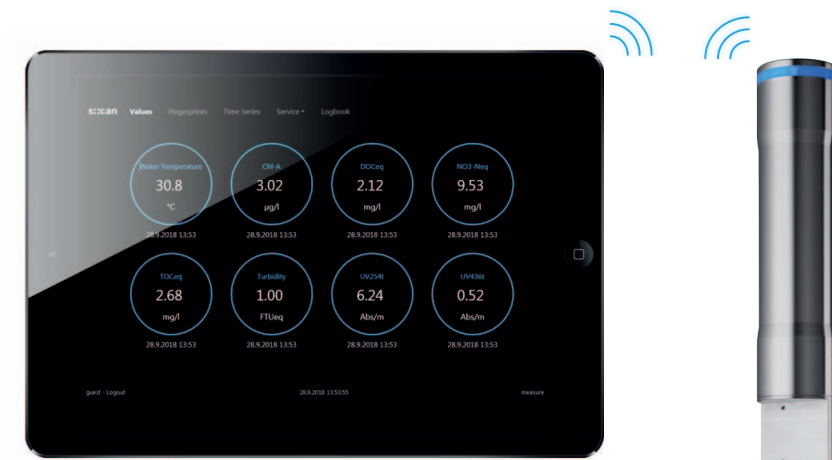 s::can Values Fingerprints Time Series Service Logbook
Water Temperature Chl-A DOCeq NO3-Neq
30.8 3.02 2.12 9.53
°C µg/l mg/l mg/l
28.9.2018 13:53 28.9.2018 13:53 28.9.2018 13:53 28.9.2018 13:53
TOCeq Turbidity UV254t UV436t
2.68 1.00 6.24 0.52
mg/l FTUeq Abs/m Abs/m
28.9.2018 13:53 28.9.2018 13:53 28.9.2018 13:53 28.9.2018 13:53
guest - Logout 28.9.2018 13:53:55 measure